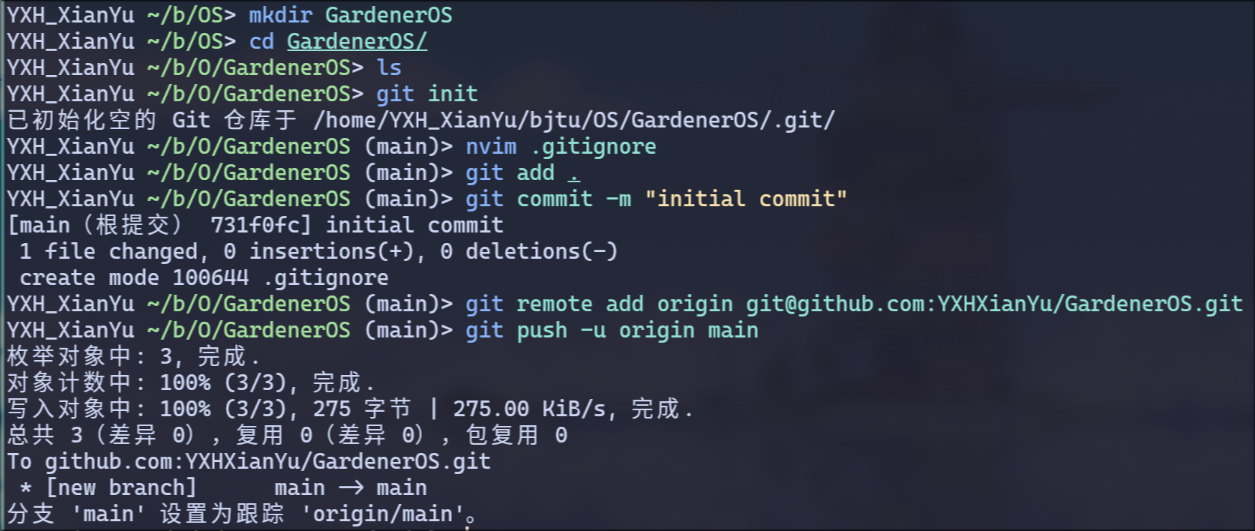 YXH_XianYu ~/b/OS> mkdir GardenerOS
YXH_XianYu ~/b/OS> cd GardenerOS/
YXH_XianYu ~/b/O/GardenerOS> ls
YXH_XianYu ~/b/O/GardenerOS> git init
已初始化空的 Git 仓库于 /home/YXH_XianYu/bjtu/OS/GardenerOS/.git/
YXH_XianYu ~/b/O/GardenerOS (main)> nvim .gitignore
YXH_XianYu ~/b/O/GardenerOS (main)> git add .
YXH_XianYu ~/b/O/GardenerOS (main)> git commit -m "initial commit"
[main（根提交） 731f0fc] initial commit
 1 file changed, 0 insertions(+), 0 deletions(-)
 create mode 100644 .gitignore
YXH_XianYu ~/b/O/GardenerOS (main)> git remote add origin git@github.com:YXHXianYu/GardenerOS.git
YXH_XianYu ~/b/O/GardenerOS (main)> git push -u origin main
枚举对象中: 3, 完成.
对象计数中: 100% (3/3), 完成.
写入对象中: 100% (3/3), 275 字节 | 275.00 KiB/s, 完成.
总共 3（差异 0），复用 0（差异 0），包复用 0
To github.com:YXHXianYu/GardenerOS.git
 * [new branch]      main -> main
分支 'main' 设置为跟踪 'origin/main'。